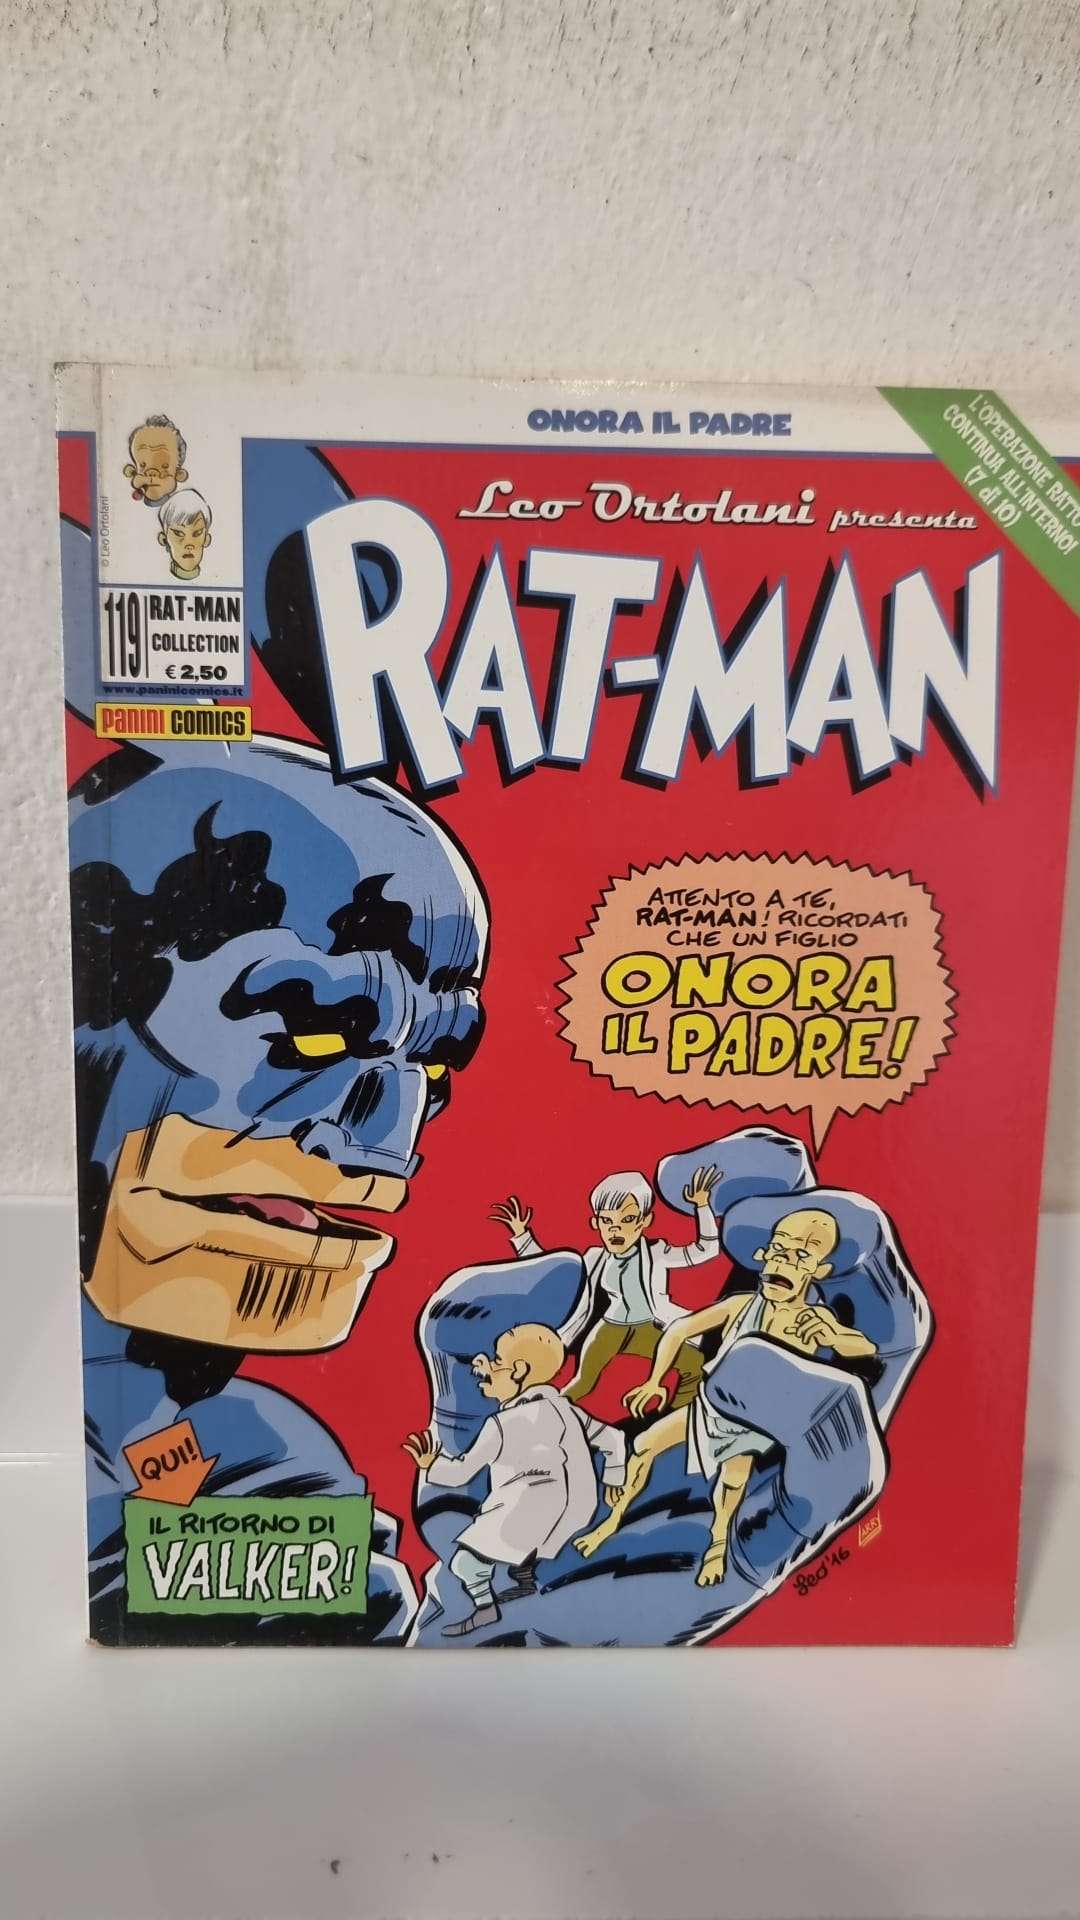 ONORA IL PADRE
L'OPERAZIONE RATTO
CONTINUA ALL'INTERNO!
(7 di 10)
© Leo Ortolani
Leo Ortolani presenta
RAT-MAN
119
RAT-MAN
COLLECTION
€ 2,50
www.paninicomics.it
PANINI COMICS
ATTENTO A TE,
RAT-MAN! RICORDATI
CHE UN FIGLIO
ONORA
IL PADRE!
QUI!
IL RITORNO DI
VALKER!
LARRY
Leo '16